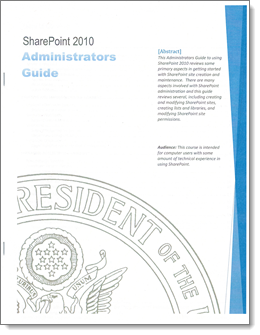 SharePoint 2010
Administrators
Guide
[Abstract]
This Administrators Guide to using
SharePoint 2010 reviews some
primary aspects in getting started
with SharePoint site creation and
maintenance. There are many
aspects involved with SharePoint
administration and this guide
reviews several, including creating
and modifying SharePoint sites,
creating lists and libraries, and
modifying SharePoint site
permissions.
Audience: This course is intended
for computer users with some
amount of technical experience in
using SharePoint.
RESIDENT OF THE